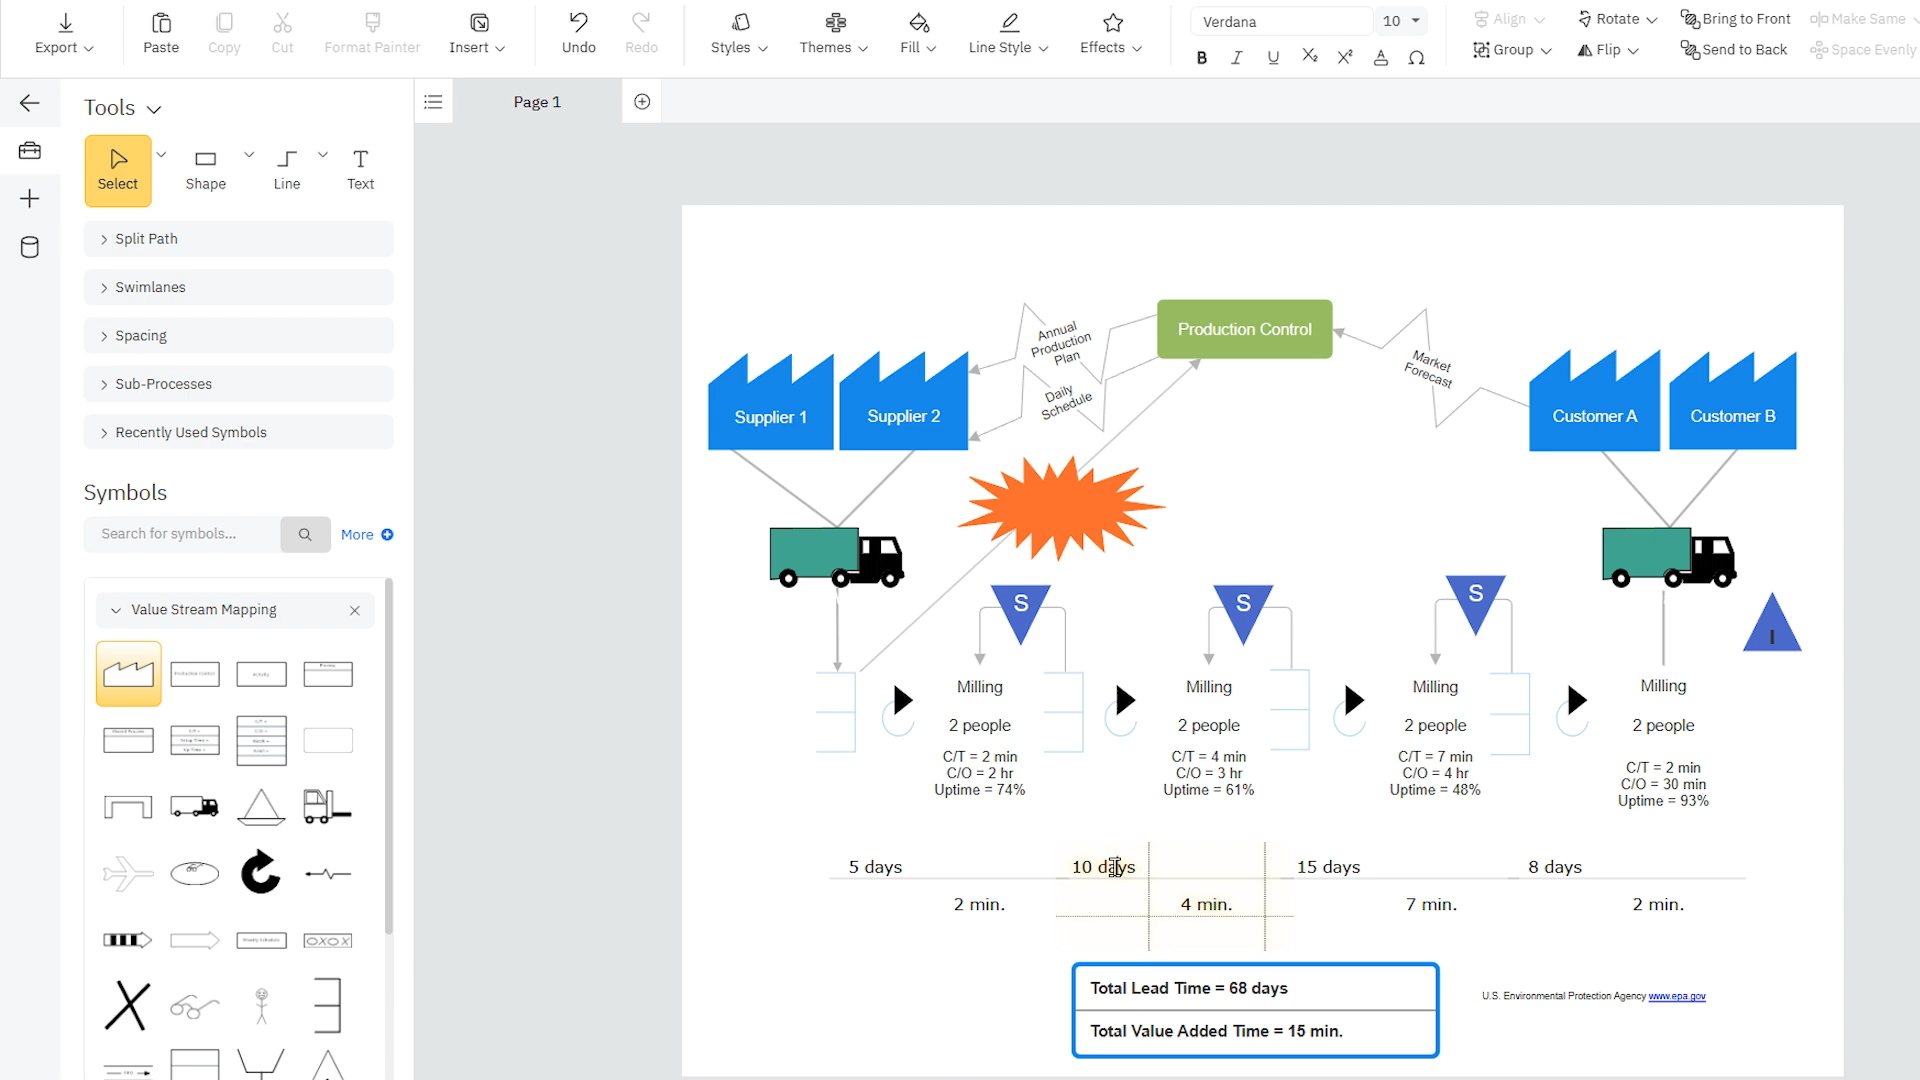 Export
Paste
Copy
Cut
Format Painter
Insert
Undo
Redo
Styles
Themes
Fill
Line Style
Effects
Verdana
10
B I U X₂ X² A Ω
Align
Group
Rotate
Flip
Bring to Front
Send to Back
Make Same
Space Evenly
Tools
Select
Shape
Line
Text
Split Path
Swimlanes
Spacing
Sub-Processes
Recently Used Symbols
Symbols
Search for symbols...
More
Value Stream Mapping
Production Control
OXOX
Page 1
Production Control
Annual
Production
Plan
Daily
Schedule
Market
Forecast
Supplier 1
Supplier 2
Customer A
Customer B
S
S
S
I
Milling
2 people
C/T = 2 min
C/O = 2 hr
Uptime = 74%
Milling
2 people
C/T = 4 min
C/O = 3 hr
Uptime = 61%
Milling
2 people
C/T = 7 min
C/O = 4 hr
Uptime = 48%
Milling
2 people
C/T = 2 min
C/O = 30 min
Uptime = 93%
5 days
10 days
15 days
8 days
2 min.
4 min.
7 min.
2 min.
Total Lead Time = 68 days
Total Value Added Time = 15 min.
U.S. Environmental Protection Agency www.epa.gov